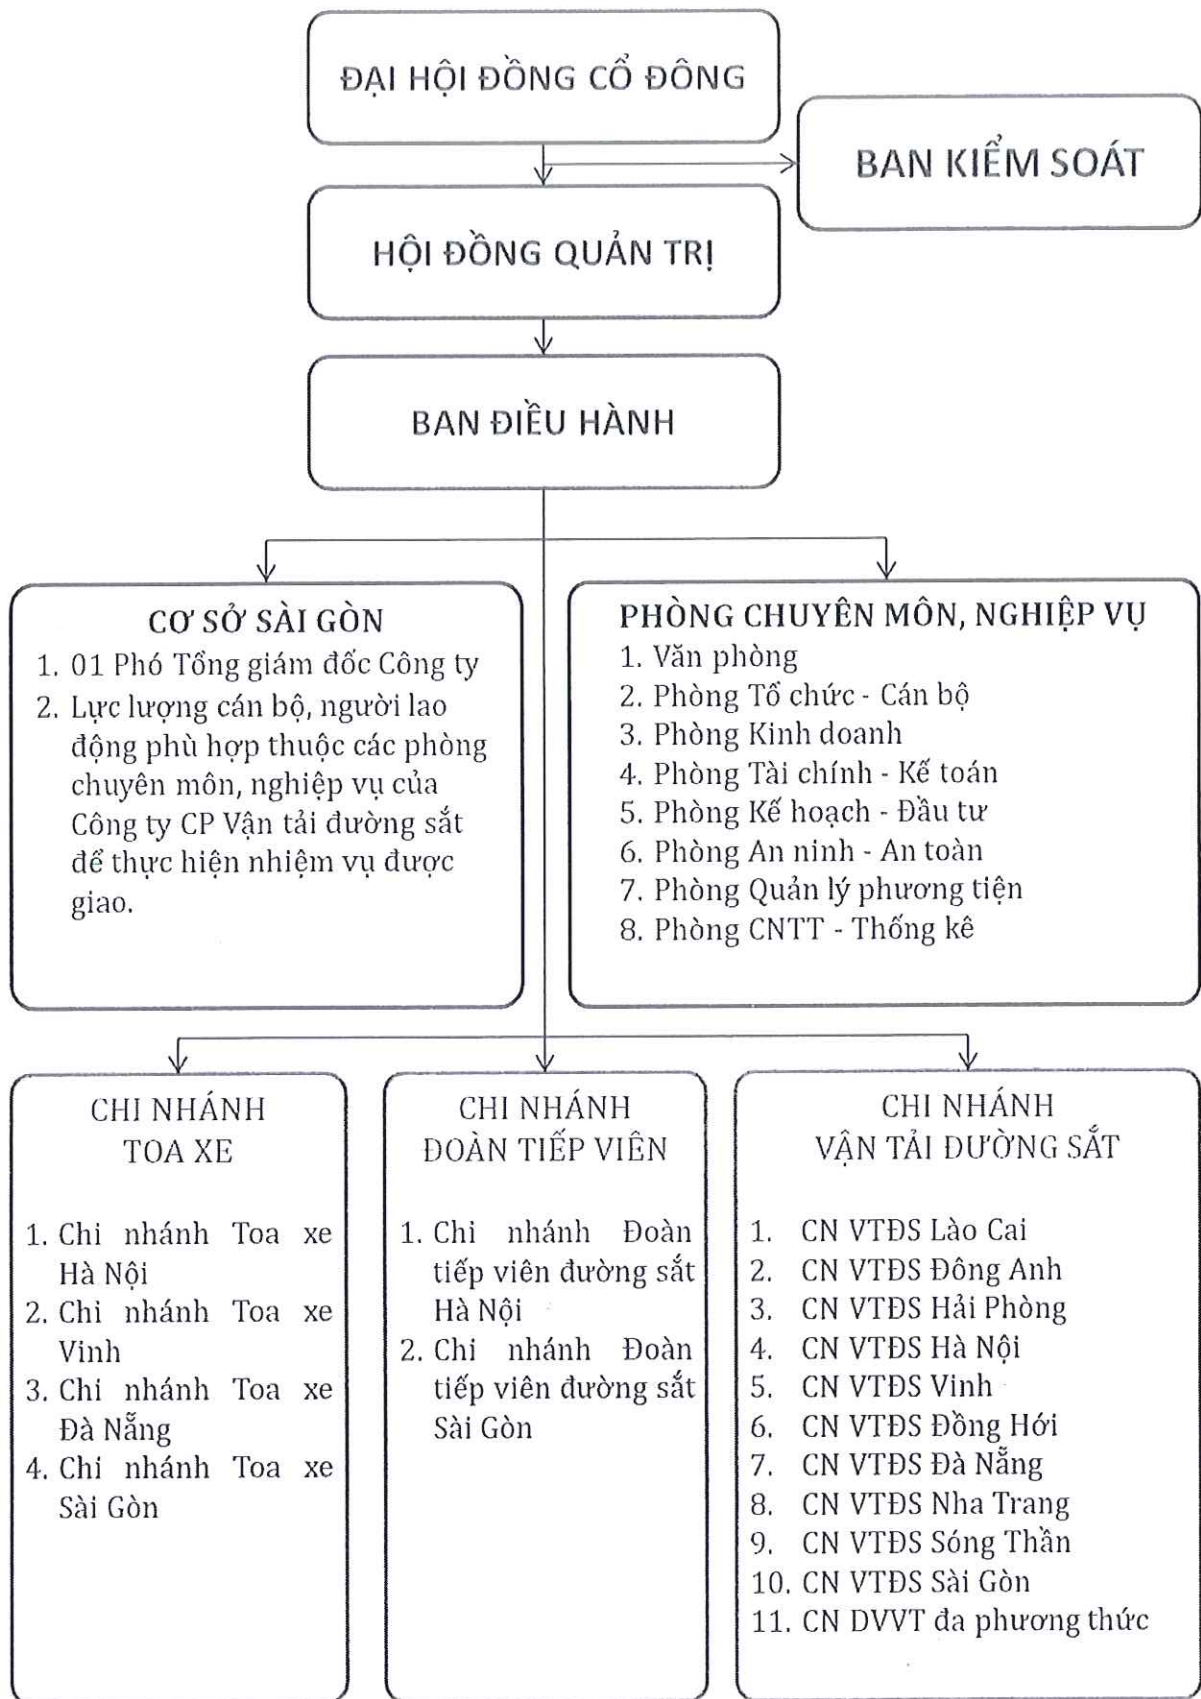 ĐẠI HỘI ĐỒNG CỔ ĐÔNG
BAN KIỂM SOÁT
HỘI ĐỒNG QUẢN TRỊ
BAN ĐIỀU HÀNH
CƠ SỞ SÀI GÒN
1. 01 Phó Tổng giám đốc Công ty
2. Lực lượng cán bộ, người lao
động phù hợp thuộc các phòng
chuyên môn, nghiệp vụ của
Công ty CP Vận tải đường sắt
để thực hiện nhiệm vụ được
giao.
PHÒNG CHUYÊN MÔN, NGHIỆP VỤ
1. Văn phòng
2. Phòng Tổ chức - Cán bộ
3. Phòng Kinh doanh
4. Phòng Tài chính - Kế toán
5. Phòng Kế hoạch - Đầu tư
6. Phòng An ninh - An toàn
7. Phòng Quản lý phương tiện
8. Phòng CNTT - Thống kê
CHI NHÁNH
TOA XE
1. Chi nhánh Toa xe
Hà Nội
2. Chi nhánh Toa xe
Vinh
3. Chi nhánh Toa xe
Đà Nẵng
4. Chi nhánh Toa xe
Sài Gòn
CHI NHÁNH
ĐOÀN TIẾP VIÊN
1. Chi nhánh Đoàn
tiếp viên đường sắt
Hà Nội
2. Chi nhánh Đoàn
tiếp viên đường sắt
Sài Gòn
CHI NHÁNH
VẬN TẢI ĐƯỜNG SẮT
1. CN VTĐS Lào Cai
2. CN VTĐS Đông Anh
3. CN VTĐS Hải Phòng
4. CN VTĐS Hà Nội
5. CN VTĐS Vinh
6. CN VTĐS Đồng Hới
7. CN VTĐS Đà Nẵng
8. CN VTĐS Nha Trang
9. CN VTĐS Sóng Thần
10. CN VTĐS Sài Gòn
11. CN DVVT đa phương thức